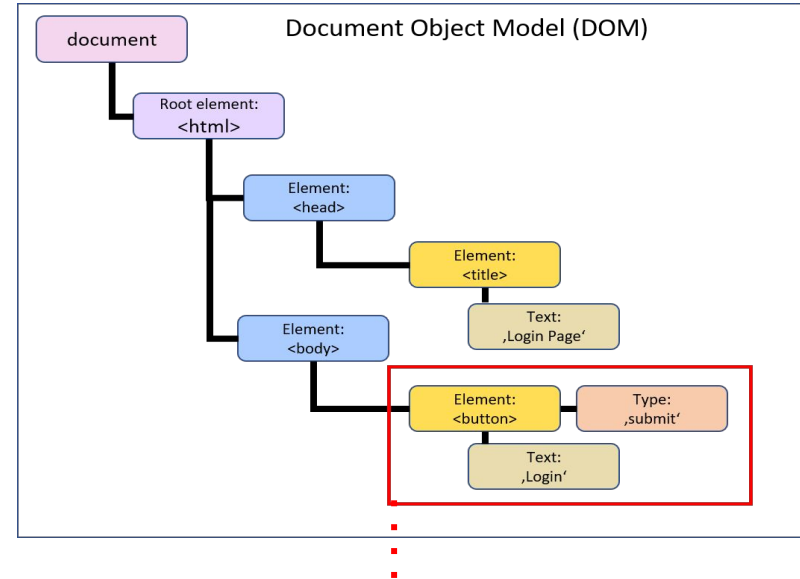 Document Object Model (DOM)
document
Root element:
<html>
Element:
<head>
Element:
<title>
Text:
‚Login Page‘
Element:
<body>
Element:
<button>
Type:
‚submit‘
Text:
‚Login‘